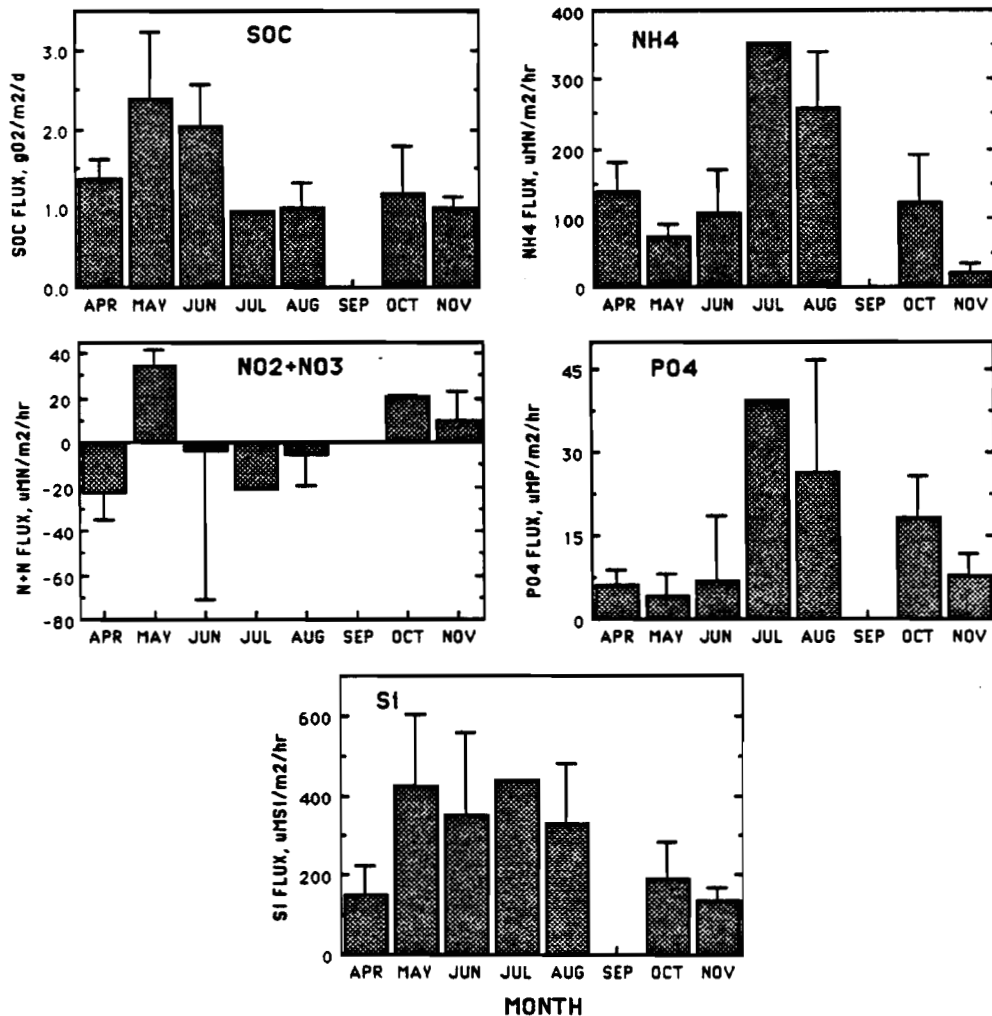 SOC
SOC FLUX, gO2/m2/d
3.0
2.0
1.0
0.0
APR MAY JUN JUL AUG SEP OCT NOV
NH4
NH4 FLUX, uMN/m2/hr
400
300
200
100
0
APR MAY JUN JUL AUG SEP OCT NOV
NO2+NO3
N+N FLUX, uMN/m2/hr
40
20
0
-20
-40
-60
-80
APR MAY JUN JUL AUG SEP OCT NOV
PO4
PO4 FLUX, uMP/m2/hr
45
30
15
0
APR MAY JUN JUL AUG SEP OCT NOV
Si
Si FLUX, uMSi/m2/hr
600
400
200
0
APR MAY JUN JUL AUG SEP OCT NOV
MONTH